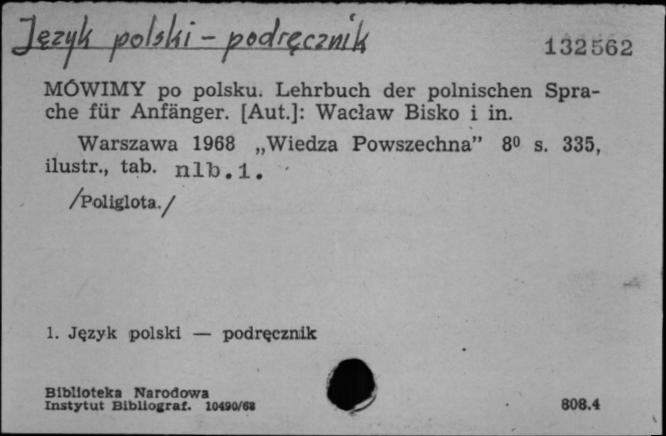 Język polski - podręcznik
132562
MÓWIMY po polsku. Lehrbuch der polnischen Spra-
che für Anfänger. [Aut.]: Wacław Bisko i in.
Warszawa 1968 „Wiedza Powszechna” 8⁰ s. 335,
ilustr., tab. nlb.1.
/Poliglota./
1. Język polski — podręcznik
Biblioteka Narodowa
Instytut Bibliograf. 10490/68
808.4